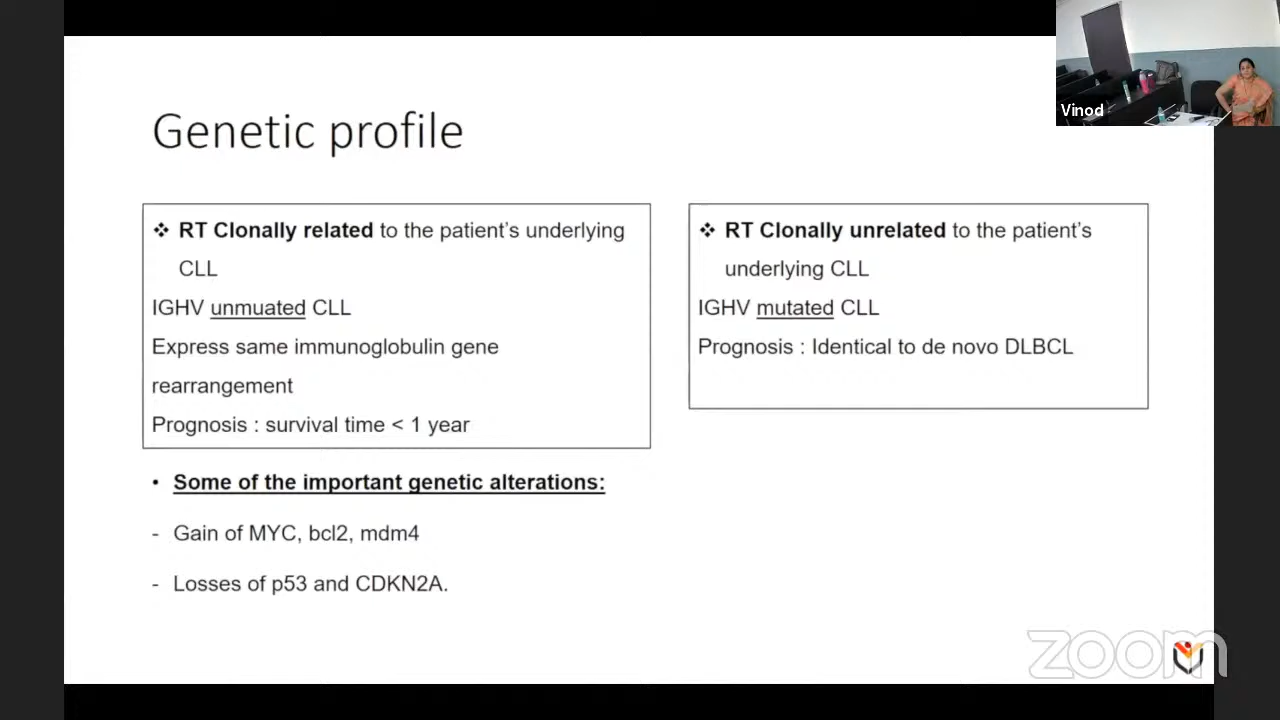 Vinod
Genetic profile
❖ RT Clonally related to the patient's underlying
CLL
IGHV unmuated CLL
Express same immunoglobulin gene
rearrangement
Prognosis : survival time < 1 year
❖ RT Clonally unrelated to the patient's
underlying CLL
IGHV mutated CLL
Prognosis : Identical to de novo DLBCL
• Some of the important genetic alterations:
- Gain of MYC, bcl2, mdm4
- Losses of p53 and CDKN2A.
zoom